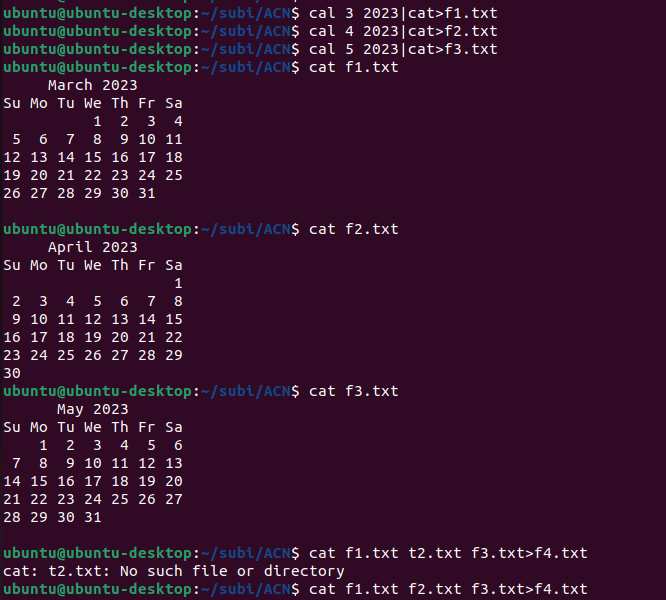 ubuntu@ubuntu-desktop:~/subi/ACN$ cal 3 2023|cat>f1.txt
ubuntu@ubuntu-desktop:~/subi/ACN$ cal 4 2023|cat>f2.txt
ubuntu@ubuntu-desktop:~/subi/ACN$ cal 5 2023|cat>f3.txt
ubuntu@ubuntu-desktop:~/subi/ACN$ cat f1.txt
     March 2023
Su Mo Tu We Th Fr Sa
          1  2  3  4
 5  6  7  8  9 10 11
12 13 14 15 16 17 18
19 20 21 22 23 24 25
26 27 28 29 30 31

ubuntu@ubuntu-desktop:~/subi/ACN$ cat f2.txt
     April 2023
Su Mo Tu We Th Fr Sa
                   1
 2  3  4  5  6  7  8
 9 10 11 12 13 14 15
16 17 18 19 20 21 22
23 24 25 26 27 28 29
30
ubuntu@ubuntu-desktop:~/subi/ACN$ cat f3.txt
      May 2023
Su Mo Tu We Th Fr Sa
    1  2  3  4  5  6
 7  8  9 10 11 12 13
14 15 16 17 18 19 20
21 22 23 24 25 26 27
28 29 30 31

ubuntu@ubuntu-desktop:~/subi/ACN$ cat f1.txt t2.txt f3.txt>f4.txt
cat: t2.txt: No such file or directory
ubuntu@ubuntu-desktop:~/subi/ACN$ cat f1.txt f2.txt f3.txt>f4.txt